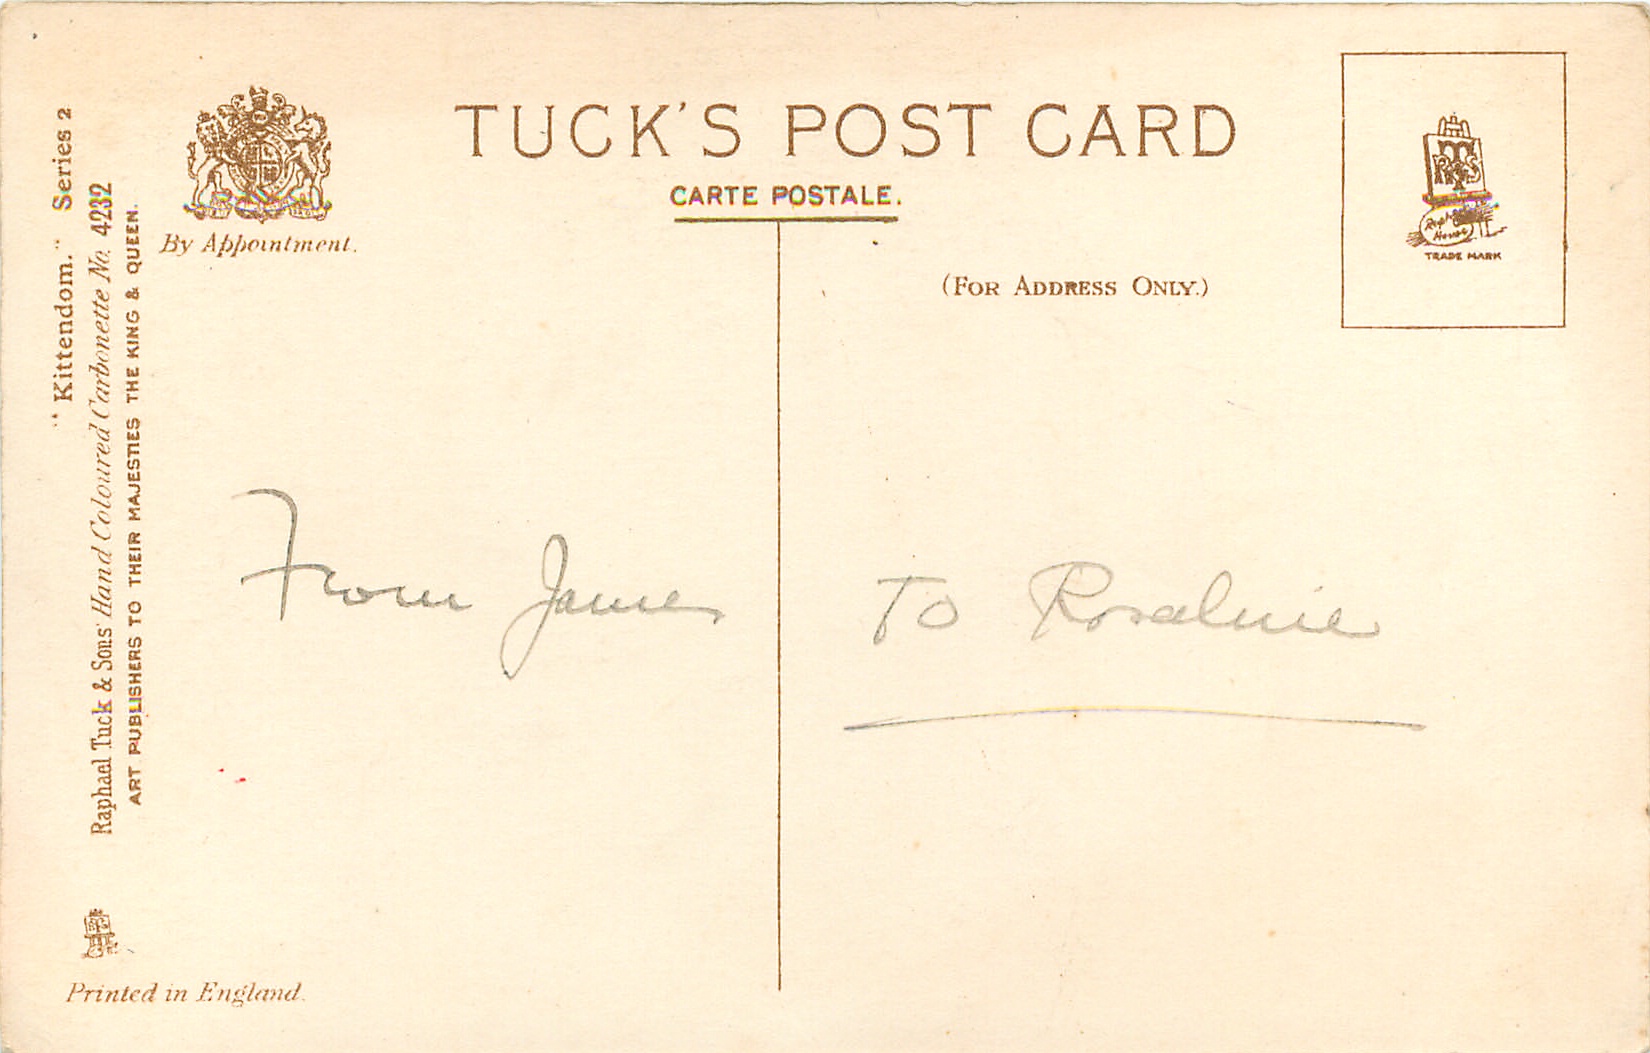 TUCK'S POST CARD
CARTE POSTALE.
By Appointment.
(FOR ADDRESS ONLY.)
TRADE MARK
"Kittendom." Series 2
Raphael Tuck & Sons' Hand Coloured Carbonette No. 4232
ART PUBLISHERS TO THEIR MAJESTIES THE KING & QUEEN.
From James
To Rosalinie
Printed in England.